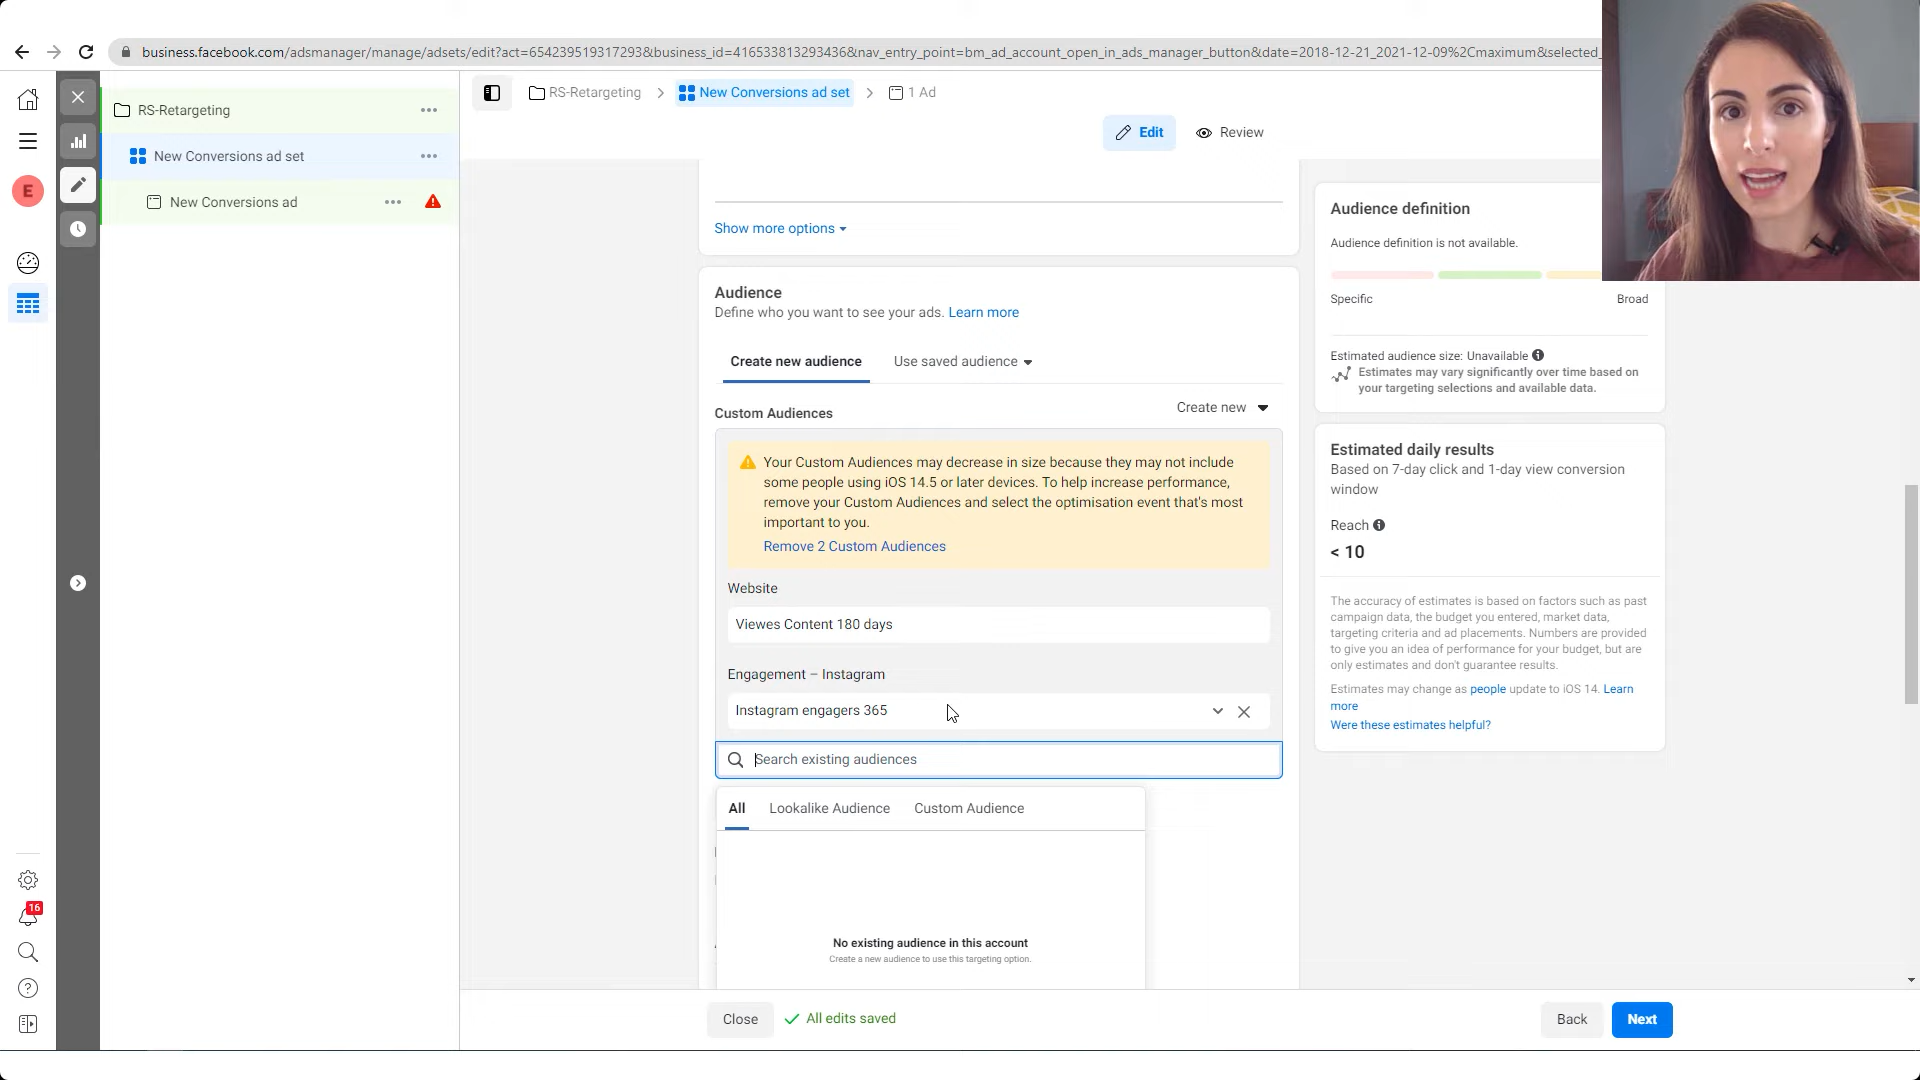 business.facebook.com/adsmanager/manage/adsets/edit?act=654239519317293&business_id=416533813293436&nav_entry_point=bm_ad_account_open_in_ads_manager_button&date=2018-12-21_2021-12-09%2Cmaximum&selected_
RS-Retargeting
New Conversions ad set
New Conversions ad
E
16
RS-Retargeting
New Conversions ad set
1 Ad
Edit
Review
Show more options
Audience
Define who you want to see your ads. Learn more
Create new audience
Use saved audience
Custom Audiences
Create new
Your Custom Audiences may decrease in size because they may not include
some people using iOS 14.5 or later devices. To help increase performance,
remove your Custom Audiences and select the optimisation event that's most
important to you.
Remove 2 Custom Audiences
Website
Viewes Content 180 days
Engagement – Instagram
Instagram engagers 365
Search existing audiences
All
Lookalike Audience
Custom Audience
No existing audience in this account
Create a new audience to use this targeting option.
Audience definition
Audience definition is not available.
Specific
Broad
Estimated audience size: Unavailable
Estimates may vary significantly over time based on
your targeting selections and available data.
Estimated daily results
Based on 7-day click and 1-day view conversion
window
Reach
< 10
The accuracy of estimates is based on factors such as past
campaign data, the budget you entered, market data,
targeting criteria and ad placements. Numbers are provided
to give you an idea of performance for your budget, but are
only estimates and don't guarantee results.
Estimates may change as people update to iOS 14. Learn
more
Were these estimates helpful?
Close
All edits saved
Back
Next